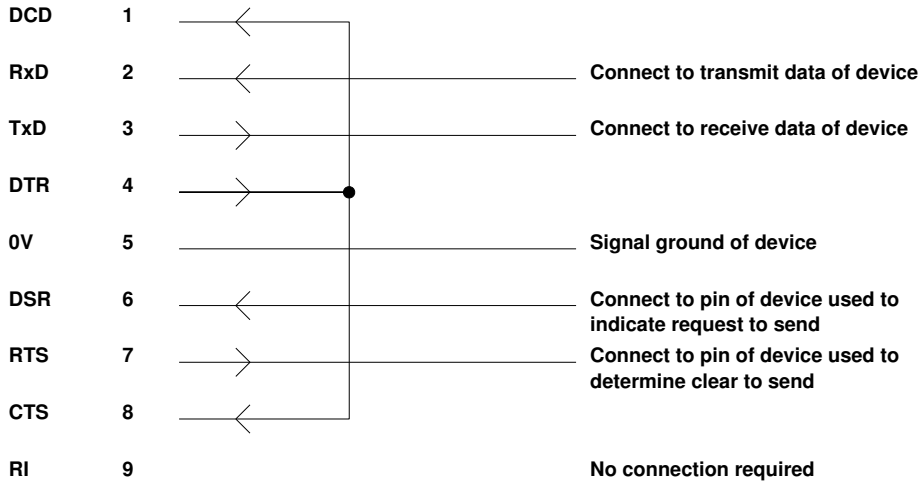 DCD 1
RxD 2 Connect to transmit data of device
TxD 3 Connect to receive data of device
DTR 4
0V 5 Signal ground of device
DSR 6 Connect to pin of device used to
indicate request to send
RTS 7 Connect to pin of device used to
determine clear to send
CTS 8
RI 9 No connection required